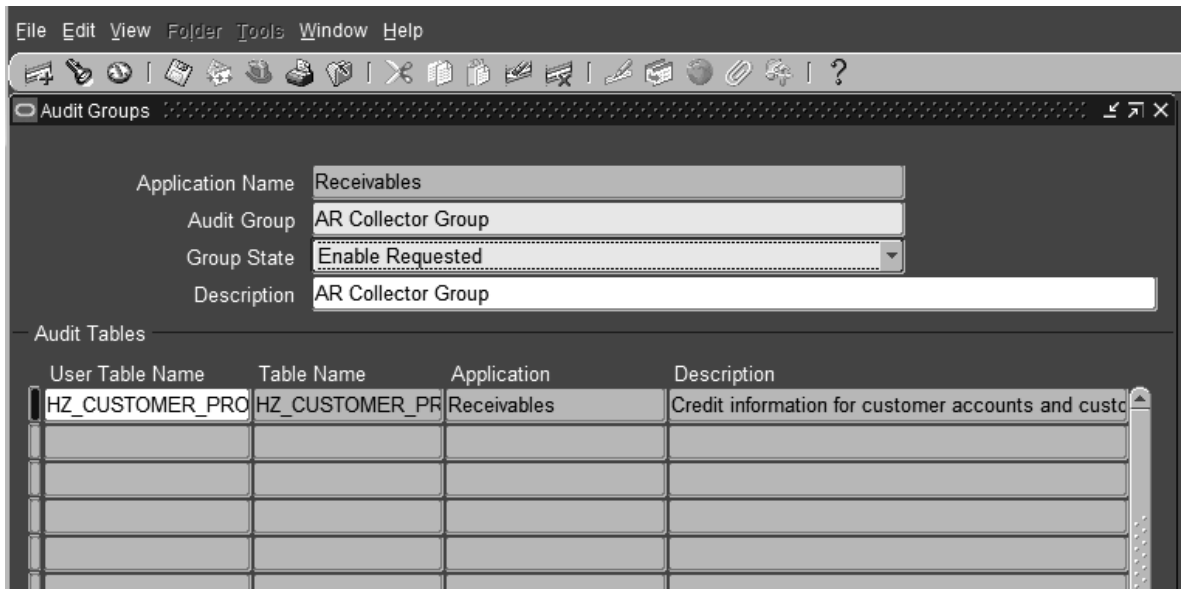 File Edit View Folder Tools Window Help
Audit Groups
Application Name Receivables
Audit Group AR Collector Group
Group State Enable Requested
Description AR Collector Group
Audit Tables
User Table Name Table Name Application Description
HZ_CUSTOMER_PRO HZ_CUSTOMER_PR Receivables Credit information for customer accounts and custo